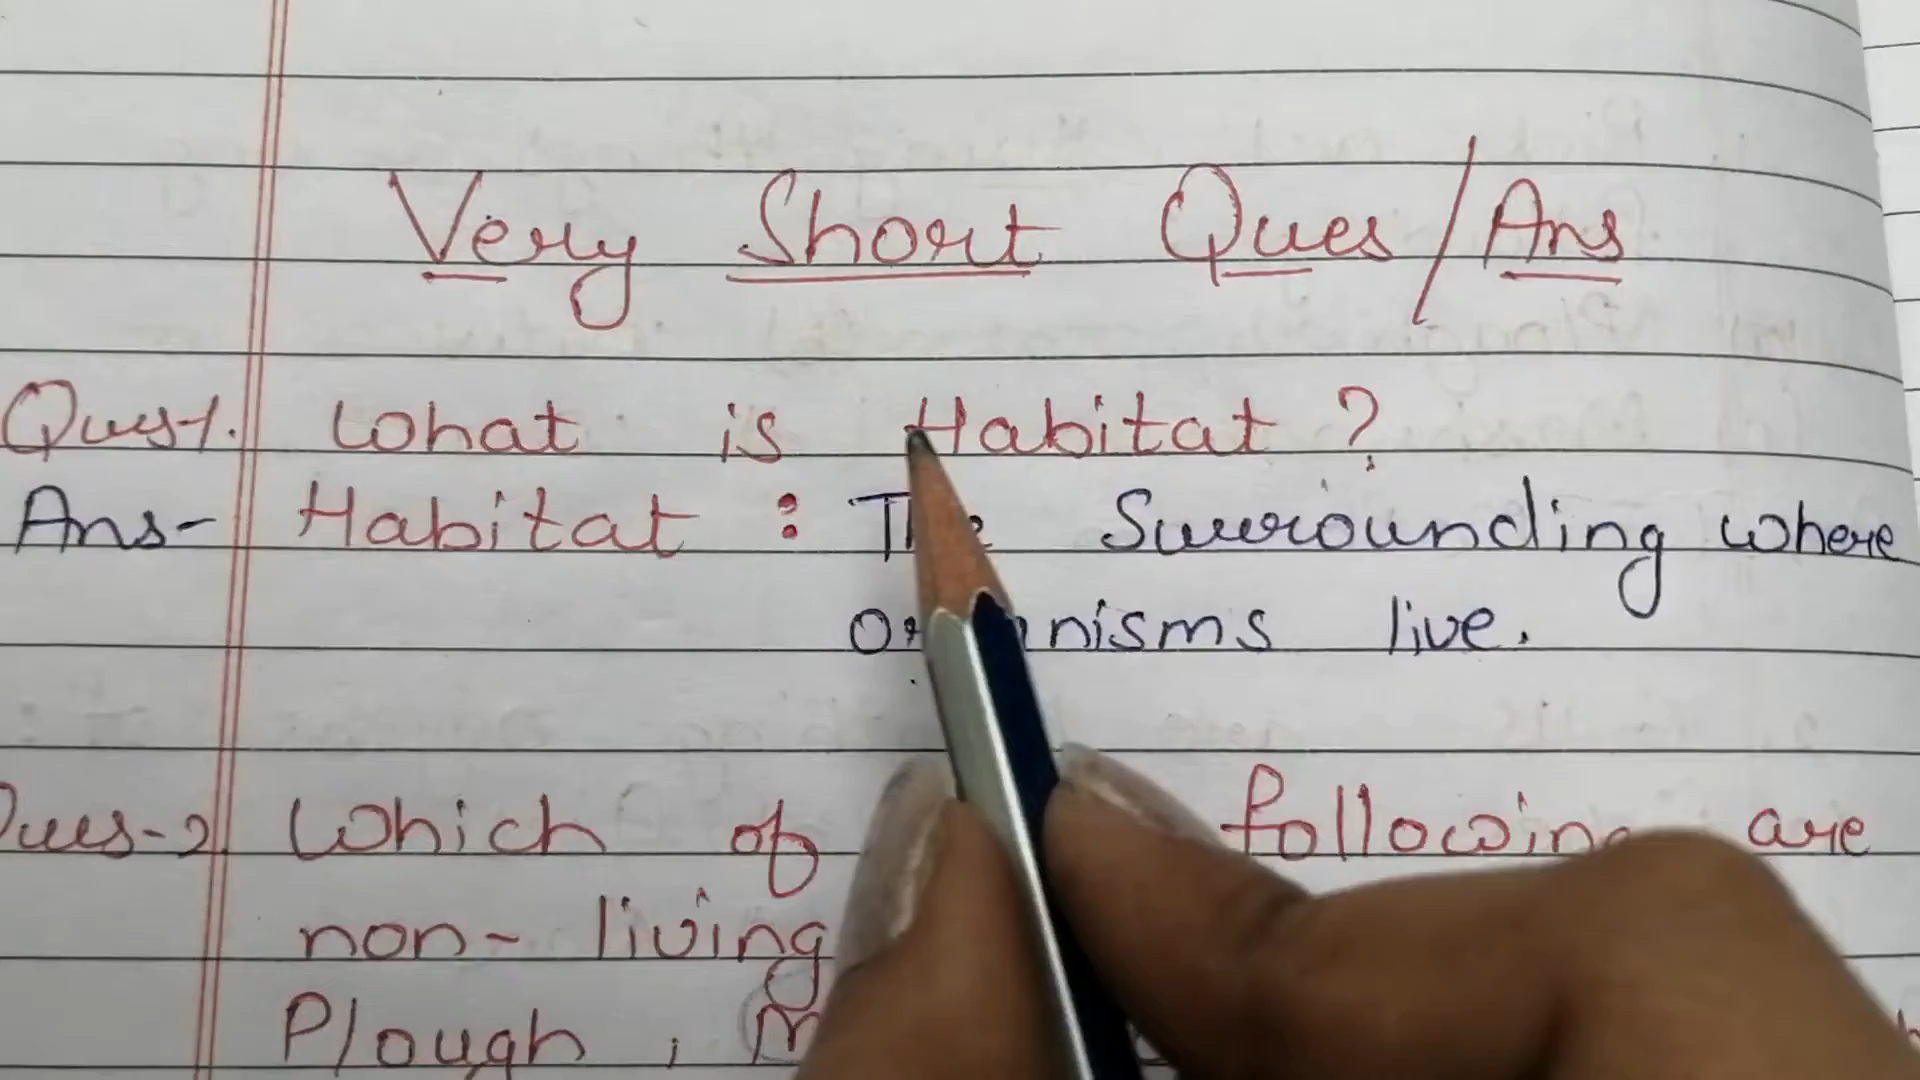 Very Short Ques/Ans
Ques-1. What is Habitat ?
Ans- Habitat : The Surrounding where
organisms live.
Ques-2. Which of following are
non-living
Plough ,